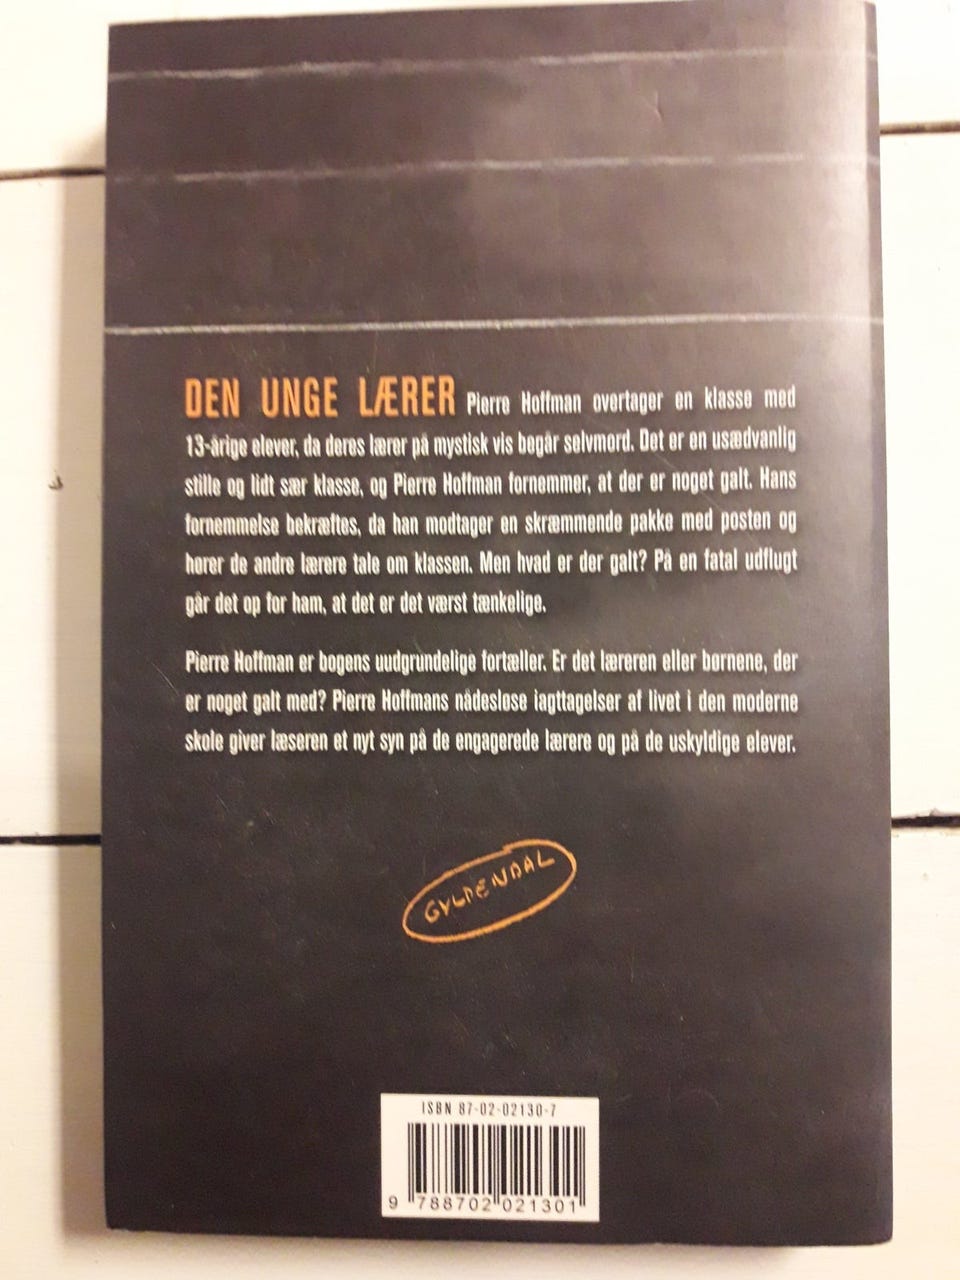 DEN UNGE LÆRER Pierre Hoffman overtager en klasse med
13-årige elever, da deres lærer på mystisk vis begår selvmord. Det er en usædvanlig
stille og lidt sær klasse, og Pierre Hoffman fornemmer, at der er noget galt. Hans
fornemmelse bekræftes, da han modtager en skræmmende pakke med posten og
hører de andre lærere tale om klassen. Men hvad er der galt? På en fatal udflugt
går det op for ham, at det er det værst tænkelige.
Pierre Hoffman er bogens uudgrundelige fortæller. Er det læreren eller børnene, der
er noget galt med? Pierre Hoffmans nådesløse iagttagelser af livet i den moderne
skole giver læseren et nyt syn på de engagerede lærere og på de uskyldige elever.
GYLDENDAL
ISBN 87-02-02130-7
9 788702 021301